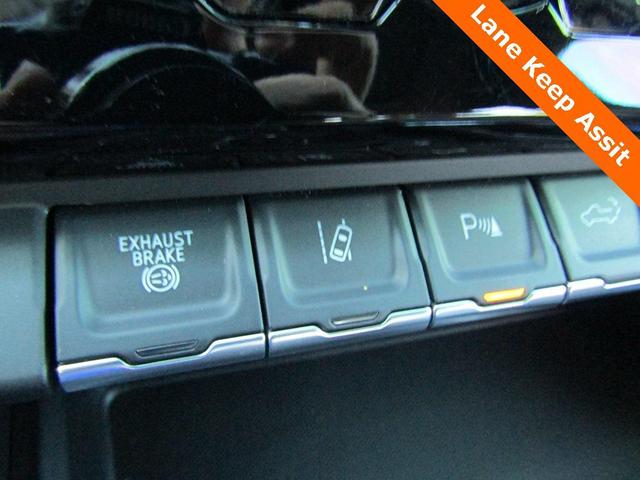 Lane Keep Assit
EXHAUST
BRAKE
P